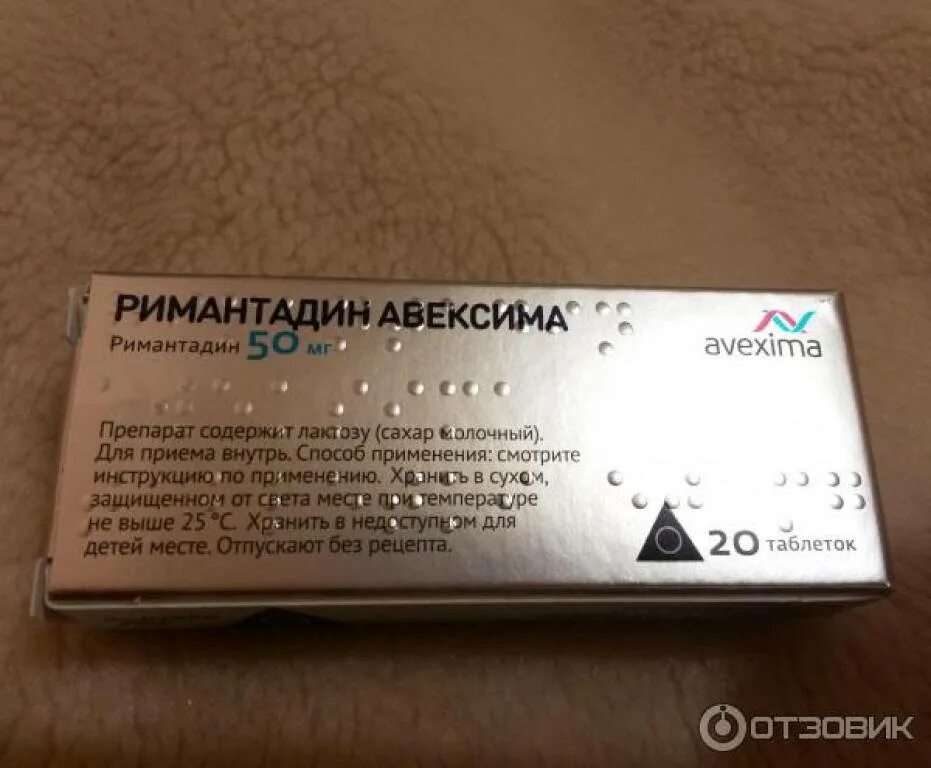 РИМАНТАДИН АВЕКСИМА
Римантадин 50 мг
avexima
Препарат содержит лактозу (сахар молочный).
Для приема внутрь. Способ применения: смотрите
инструкцию по применению. Хранить в сухом,
защищенном от света месте при температуре
не выше 25 °С. Хранить в недоступном для
детей месте. Отпускают без рецепта.
20 таблеток
ОТЗОВИК